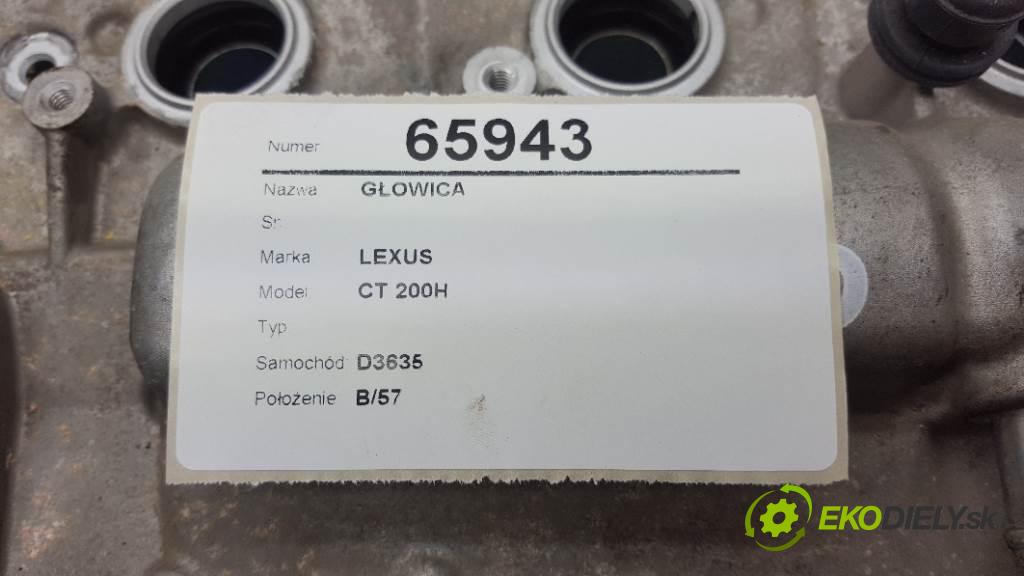 Numer 65943
Nazwa GŁOWICA
Sr.
Marka LEXUS
Model CT 200H
Typ
Samochód D3635
Położenie B/57
EKODIELY.sk